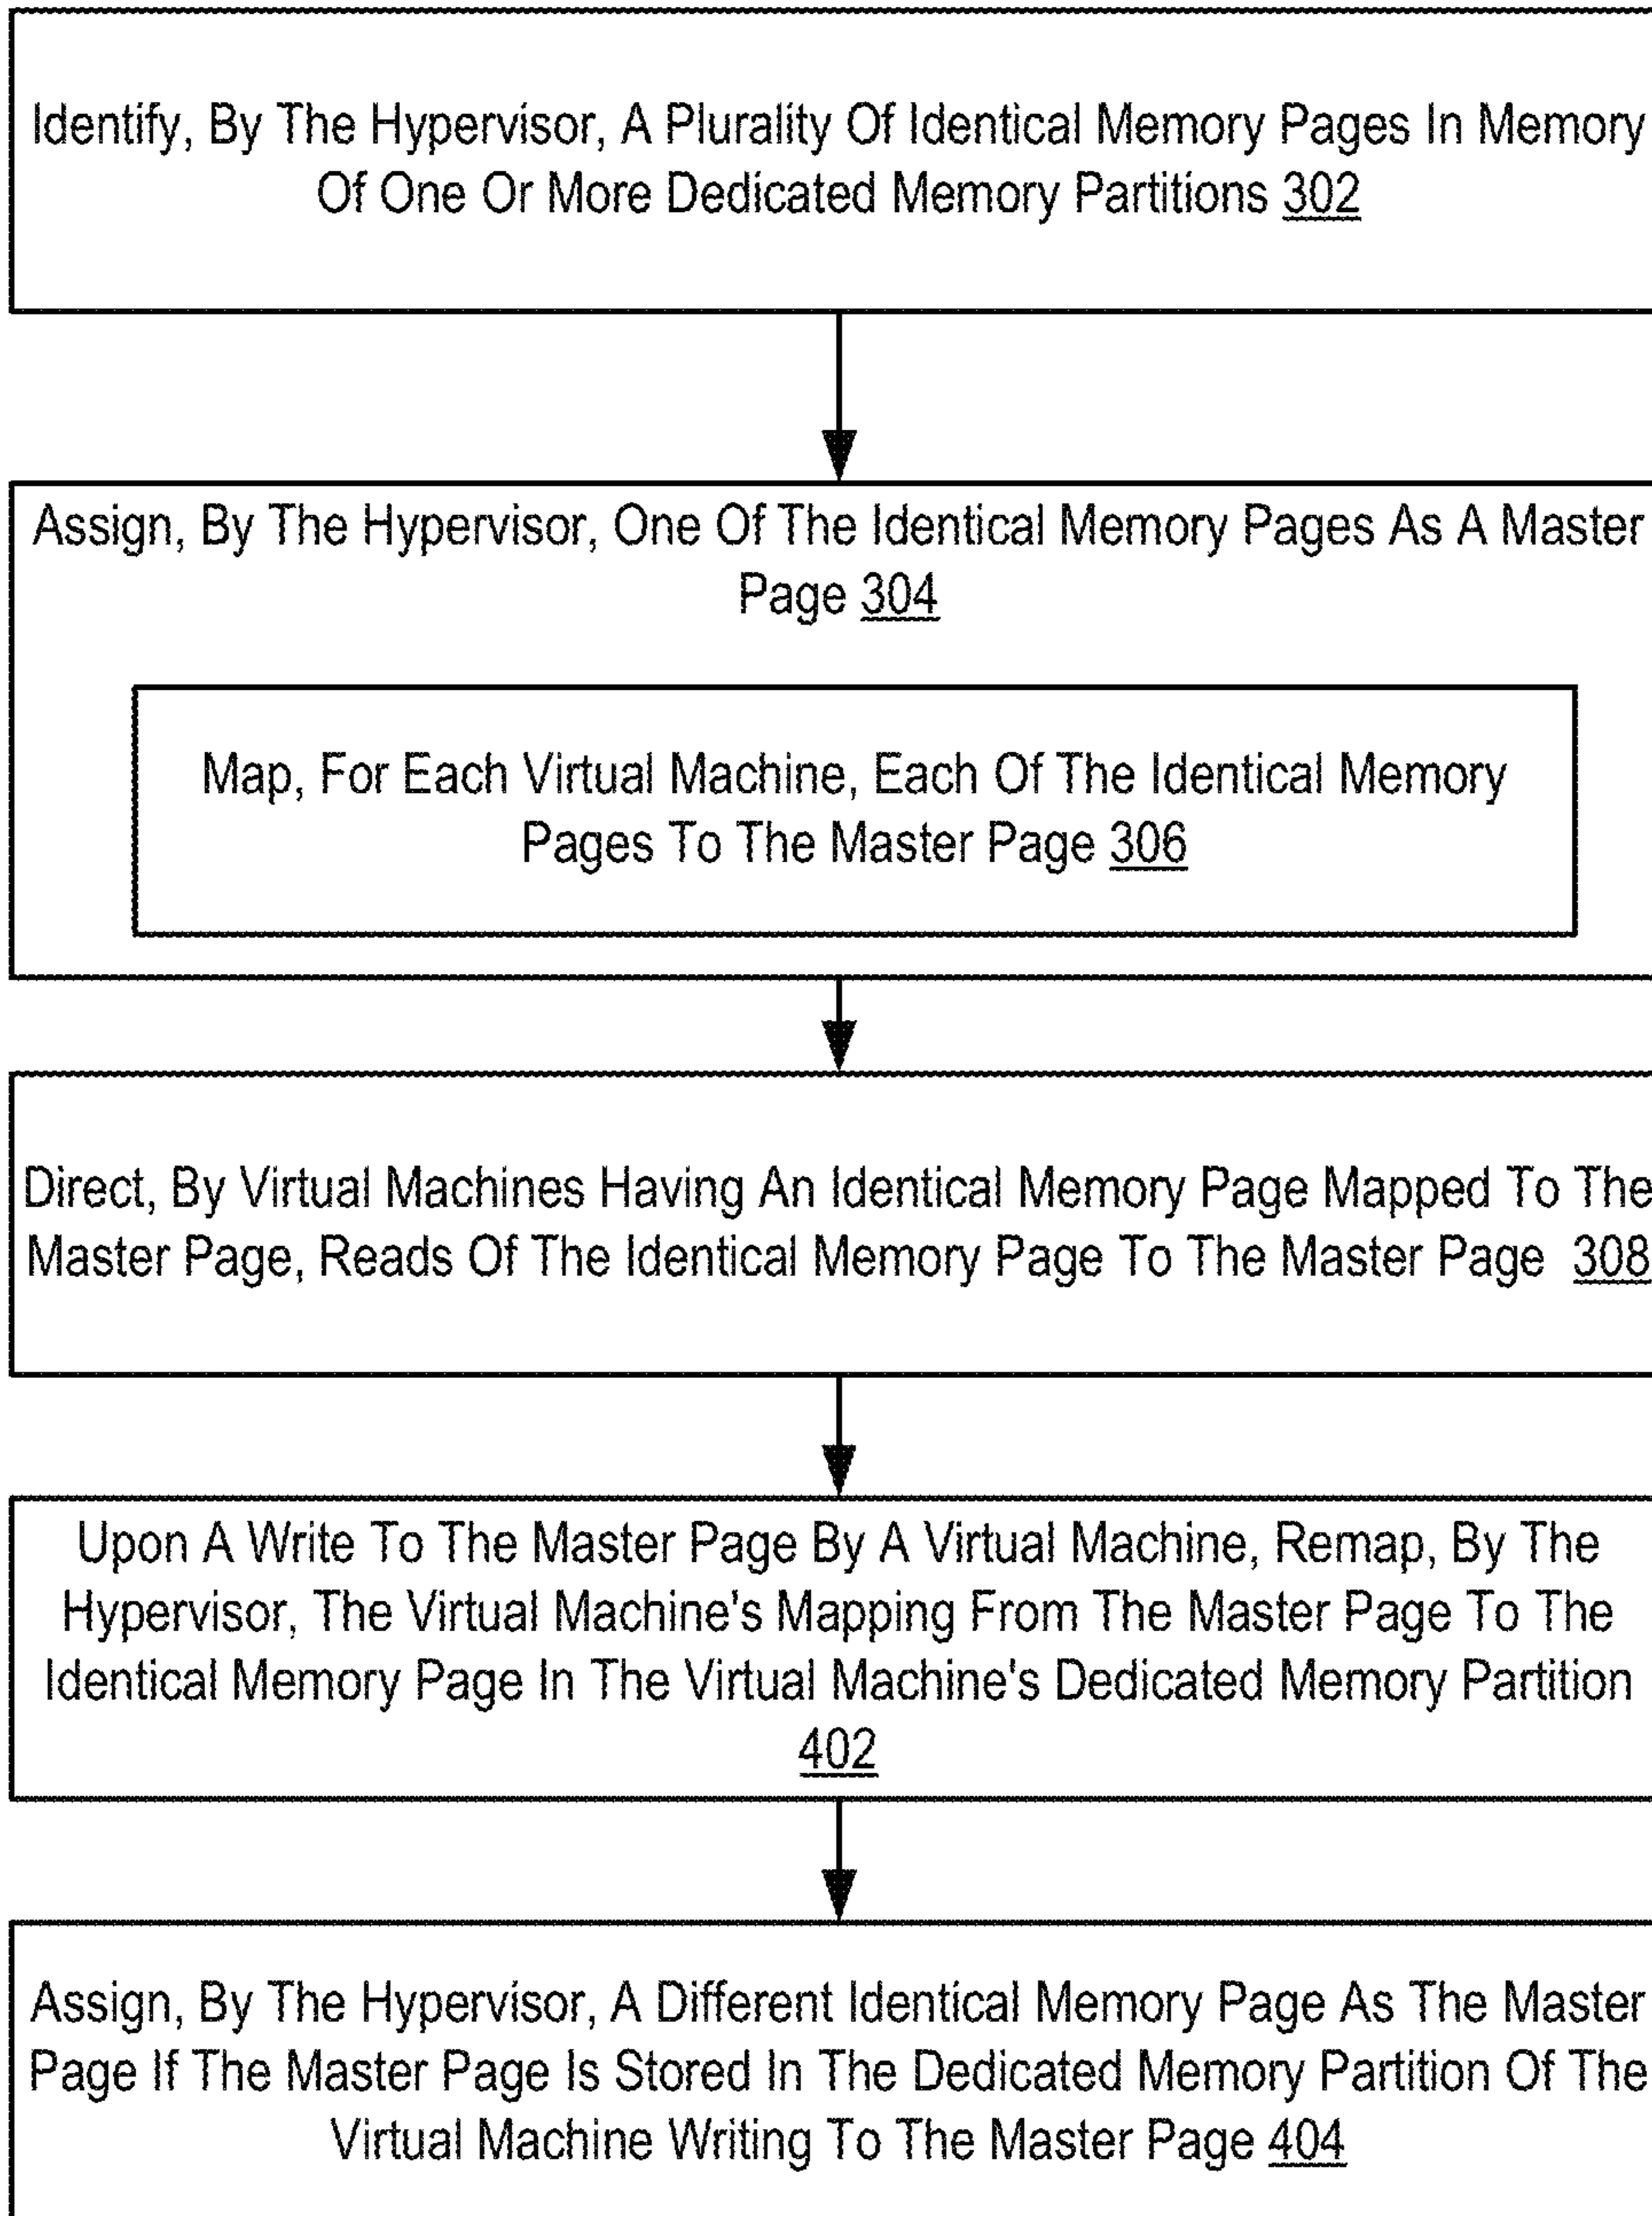 Identify, By The Hypervisor, A Plurality Of Identical Memory Pages In Memory
Of One Or More Dedicated Memory Partitions 302
Assign, By The Hypervisor, One Of The Identical Memory Pages As A Master
Page 304
Map, For Each Virtual Machine, Each Of The Identical Memory
Pages To The Master Page 306
Direct, By Virtual Machines Having An Identical Memory Page Mapped To The
Master Page, Reads Of The Identical Memory Page To The Master Page 308
Upon A Write To The Master Page By A Virtual Machine, Remap, By The
Hypervisor, The Virtual Machine's Mapping From The Master Page To The
Identical Memory Page In The Virtual Machine's Dedicated Memory Partition
402
Assign, By The Hypervisor, A Different Identical Memory Page As The Master
Page If The Master Page Is Stored In The Dedicated Memory Partition Of The
Virtual Machine Writing To The Master Page 404